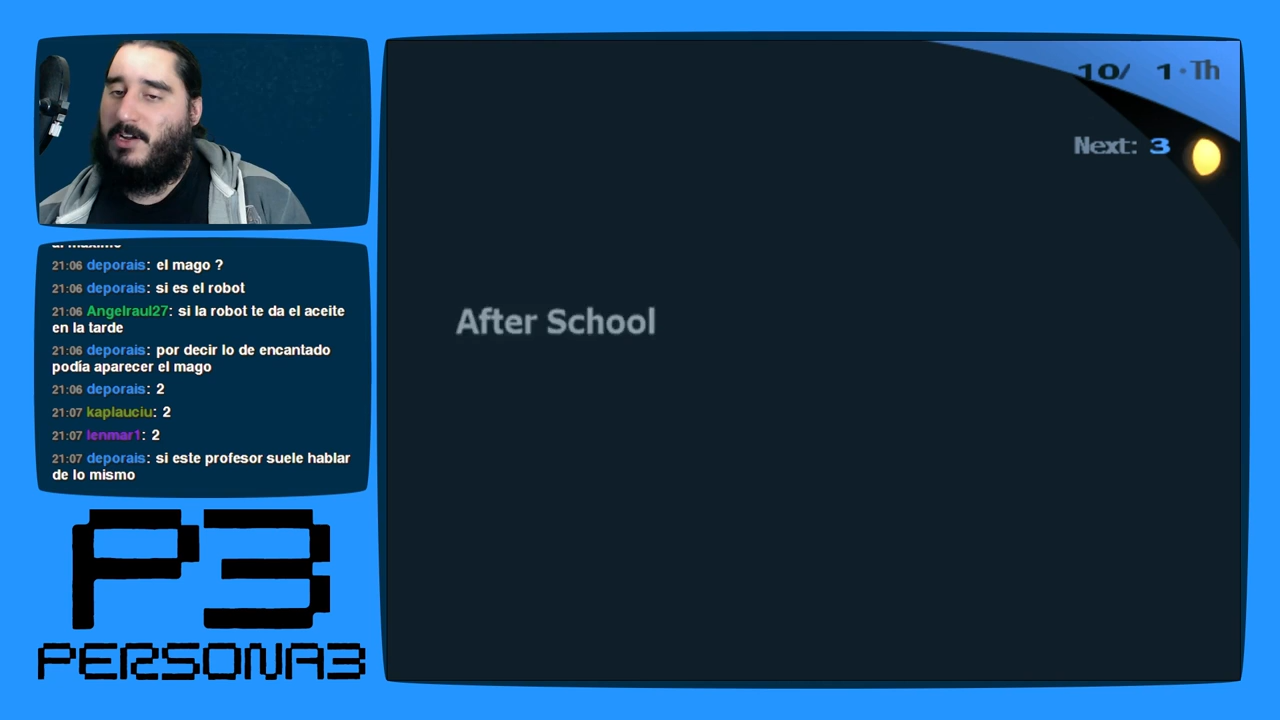 al máximo
21:06 deporais: el mago ?
21:06 deporais: si es el robot
21:06 Angelraul27: si la robot te da el aceite
en la tarde
21:06 deporais: por decir lo de encantado
podía aparecer el mago
21:06 deporais: 2
21:07 kaplauciu: 2
21:07 lenmar1: 2
21:07 deporais: si este profesor suele hablar
de lo mismo
P3
PERSONA3
10/ 1·Th
Next: 3
After School